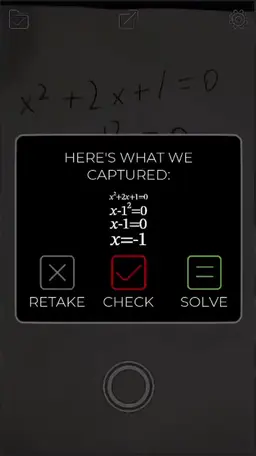 x² + 2x + 1 = 0
HERE'S WHAT WE
CAPTURED:
x²+2x+1=0
x-1²=0
x-1=0
x=-1
RETAKE CHECK SOLVE